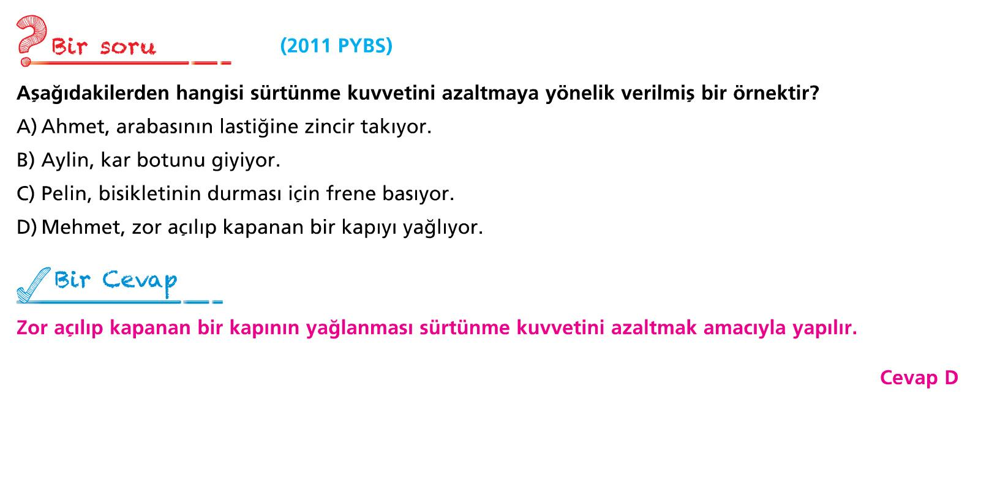 ? Bir soru (2011 PYBS)
Aşağıdakilerden hangisi sürtünme kuvvetini azaltmaya yönelik verilmiş bir örnektir?
A) Ahmet, arabasının lastiğine zincir takıyor.
B) Aylin, kar botunu giyiyor.
C) Pelin, bisikletinin durması için frene basıyor.
D) Mehmet, zor açılıp kapanan bir kapıyı yağlıyor.
Bir Cevap
Zor açılıp kapanan bir kapının yağlanması sürtünme kuvvetini azaltmak amacıyla yapılır.
Cevap D